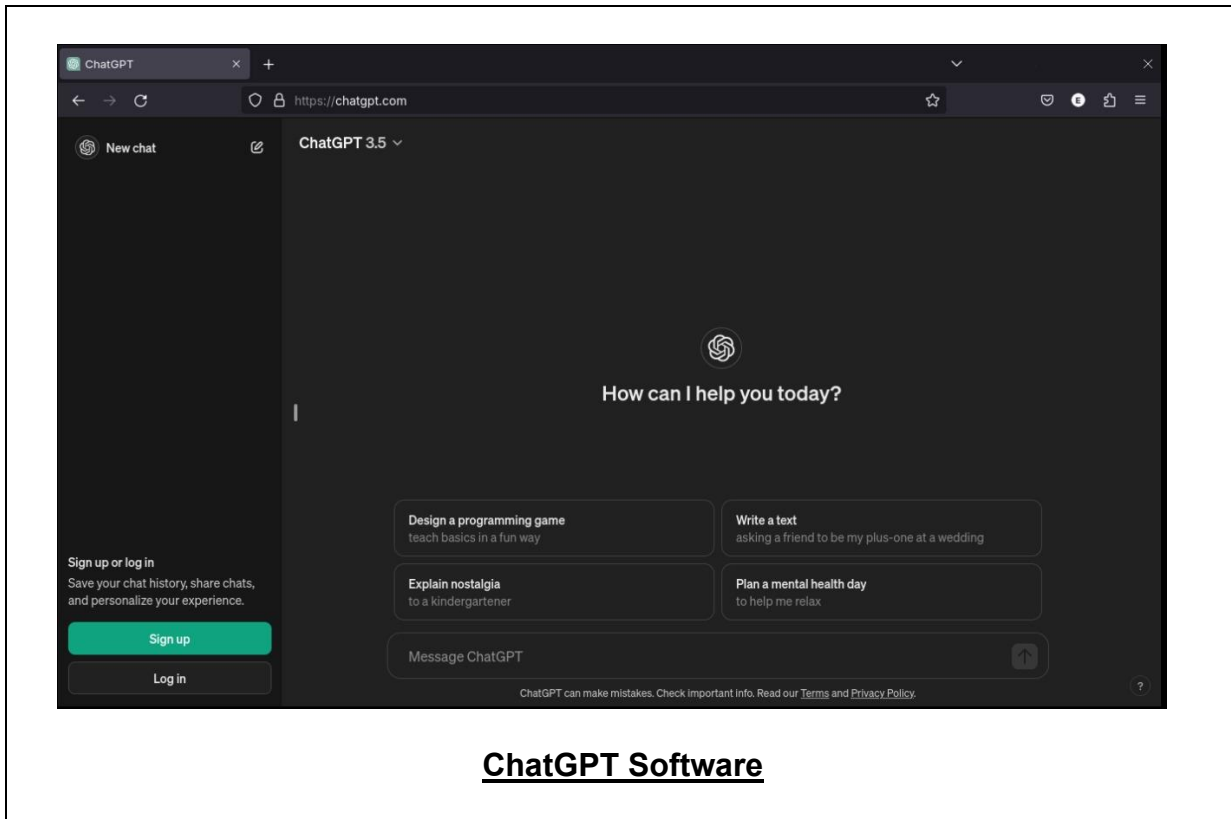 ChatGPT
https://chatgpt.com
E
New chat
ChatGPT 3.5
How can I help you today?
Design a programming game
teach basics in a fun way
Write a text
asking a friend to be my plus-one at a wedding
Explain nostalgia
to a kindergartener
Plan a mental health day
to help me relax
Sign up or log in
Save your chat history, share chats,
and personalize your experience.
Sign up
Log in
Message ChatGPT
ChatGPT can make mistakes. Check important info. Read our Terms and Privacy Policy.
?
ChatGPT Software